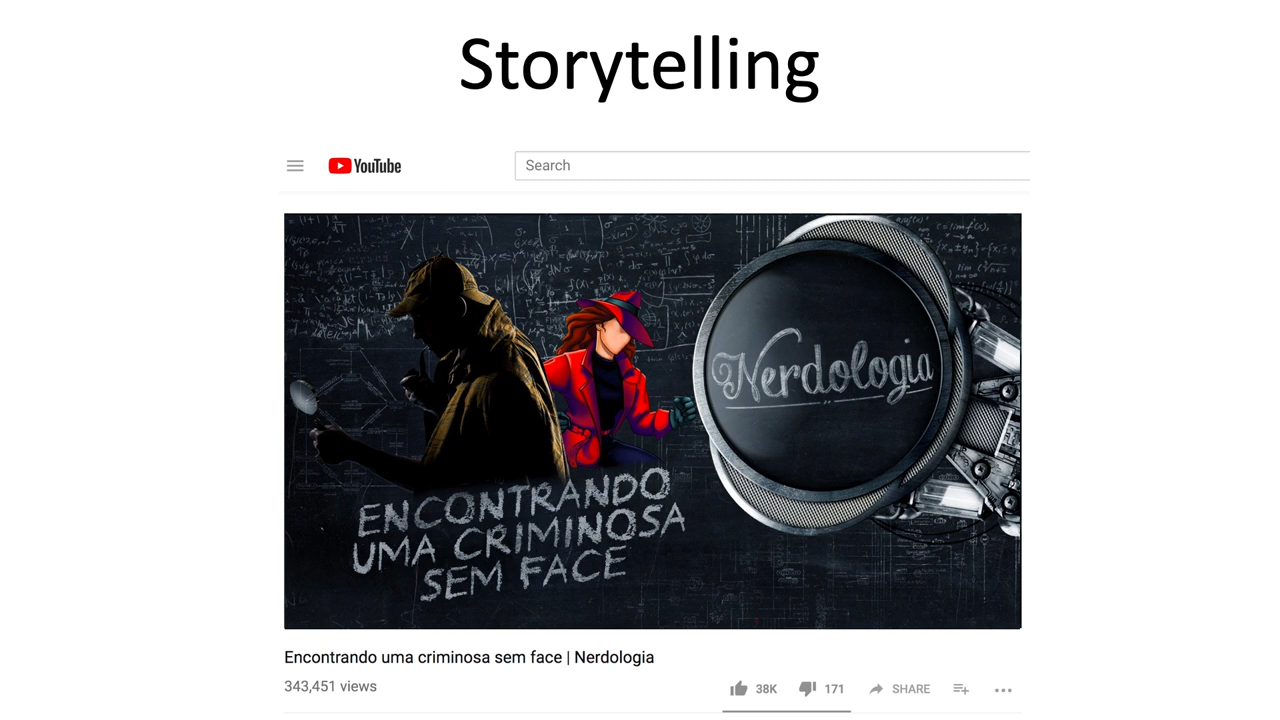 Storytelling
YouTube
Search
Nerdologia
ENCONTRANDO
UMA CRIMINOSA
SEM FACE
Encontrando uma criminosa sem face | Nerdologia
343,451 views
38K 171 SHARE